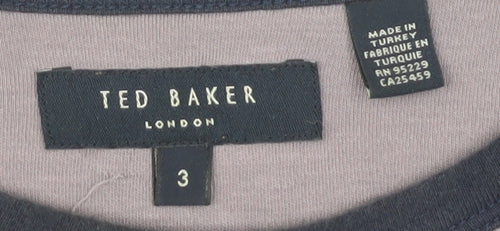 TED BAKER
LONDON
3
MADE IN
TURKEY
FABRIQUE EN
TURQUIE
RN 95229
CA25459